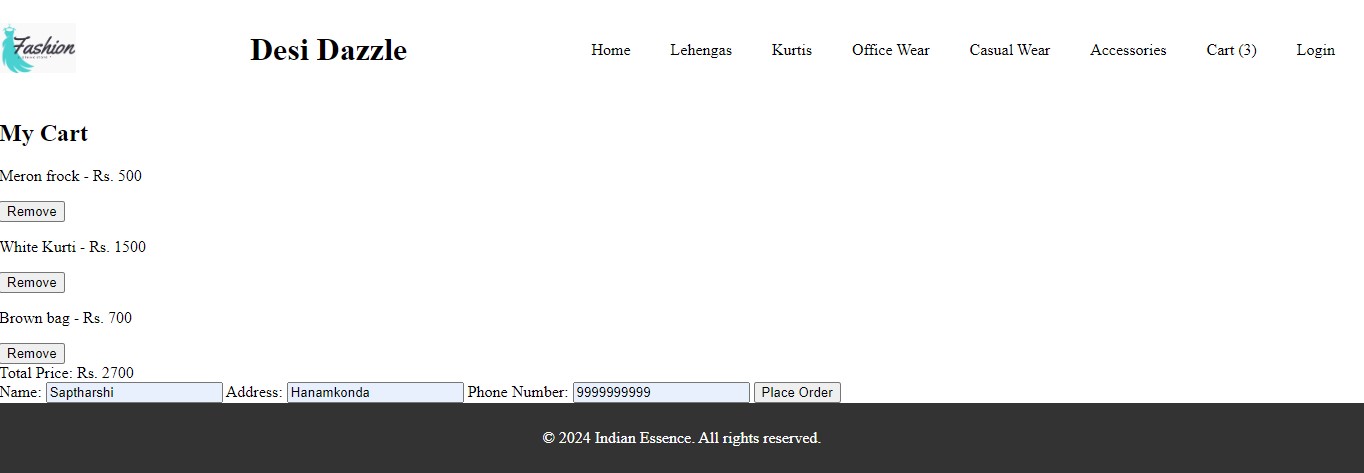 Fashion
Desi Dazzle
Home Lehengas Kurtis Office Wear Casual Wear Accessories Cart (3) Login
My Cart
Meron frock - Rs. 500
Remove
White Kurti - Rs. 1500
Remove
Brown bag - Rs. 700
Remove
Total Price: Rs. 2700
Name: Saptharshi Address: Hanamkonda Phone Number: 9999999999 Place Order
© 2024 Indian Essence. All rights reserved.